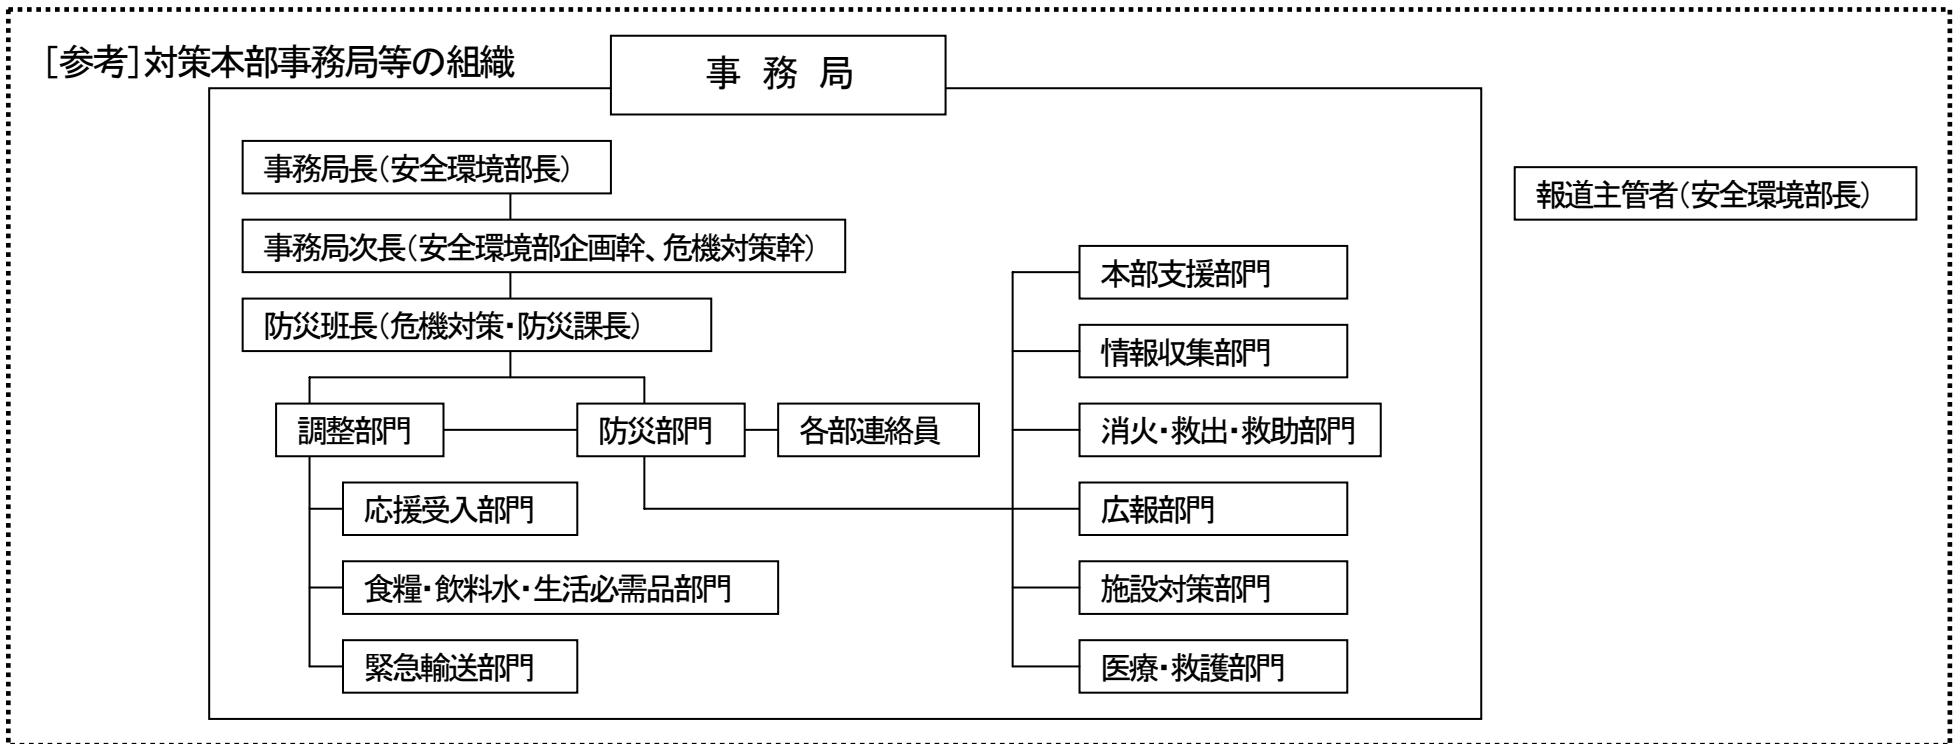 [参考]対策本部事務局等の組織
事務局
事務局長(安全環境部長)
報道主管者(安全環境部長)
事務局次長(安全環境部企画幹、危機対策幹)
防災班長(危機対策・防災課長)
調整部門
防災部門
各部連絡員
応援受入部門
食糧・飲料水・生活必需品部門
緊急輸送部門
本部支援部門
情報収集部門
消火・救出・救助部門
広報部門
施設対策部門
医療・救護部門